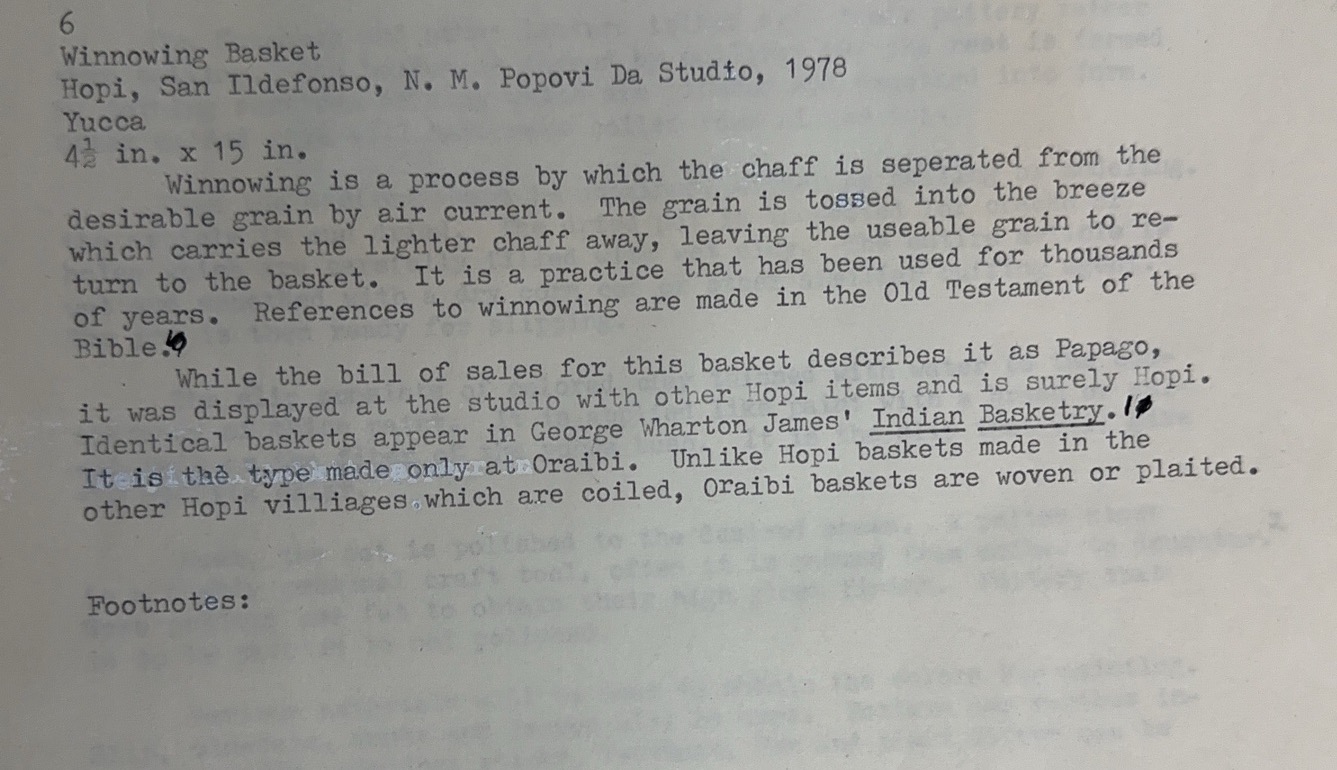 6
Winnowing Basket
Hopi, San Ildefonso, N. M. Popovi Da Studio, 1978
Yucca
4½ in. x 15 in.
Winnowing is a process by which the chaff is seperated from the
desirable grain by air current. The grain is tossed into the breeze
which carries the lighter chaff away, leaving the useable grain to re-
turn to the basket. It is a practice that has been used for thousands
of years. References to winnowing are made in the Old Testament of the
Bible.
While the bill of sales for this basket describes it as Papago,
it was displayed at the studio with other Hopi items and is surely Hopi.
Identical baskets appear in George Wharton James' Indian Basketry.
It is the type made only at Oraibi. Unlike Hopi baskets made in the
other Hopi villiages which are coiled, Oraibi baskets are woven or plaited.
Footnotes: